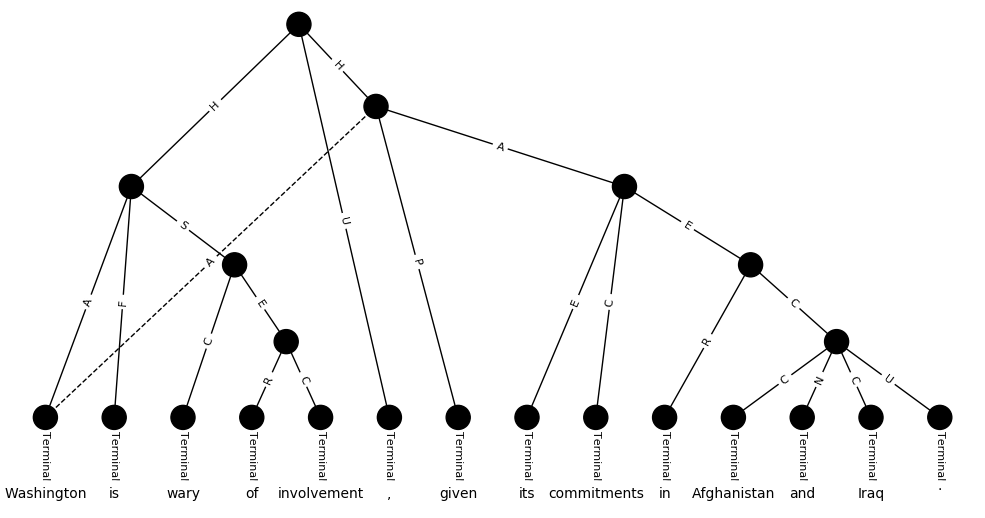 H
H
A
U
S
E
A
A
P
F
E
E
C
C
C
R
R
C
C
N
C
U
Terminal Terminal Terminal Terminal Terminal Terminal Terminal Terminal Terminal Terminal Terminal Terminal Terminal Terminal
Washington is wary of involvement , given its commitments in Afghanistan and Iraq .